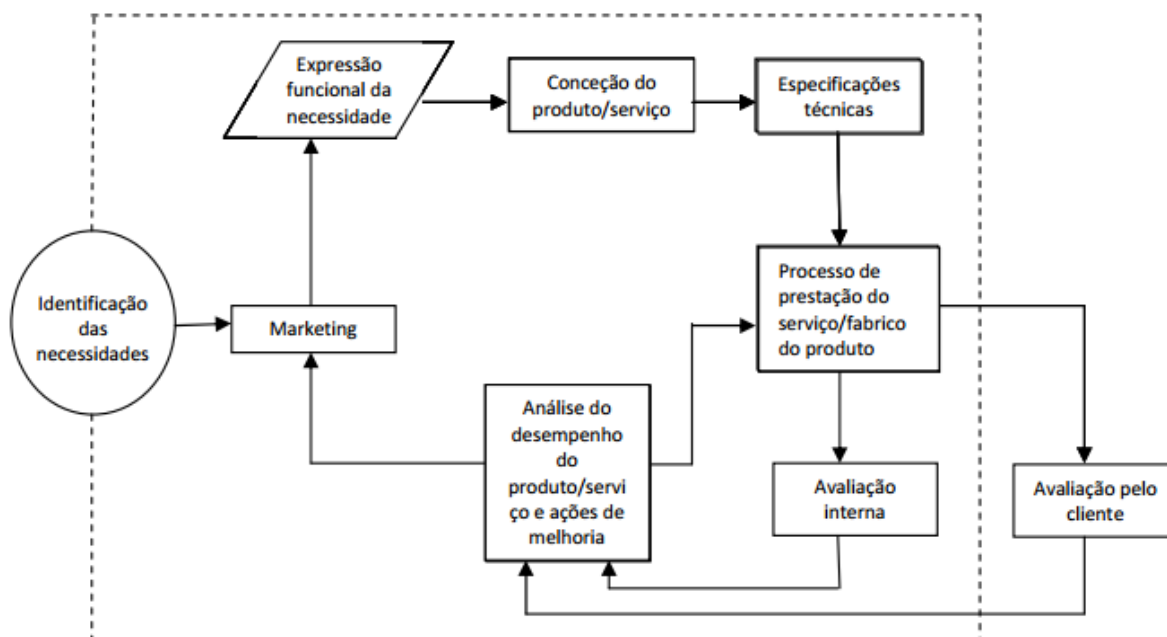 Expressão
funcional da
necessidade
Conceção do
produto/serviço
Especificações
técnicas
Identificação
das
necessidades
Marketing
Processo de
prestação do
serviço/fabrico
do produto
Análise do
desempenho
do
produto/servi
ço e ações de
melhoria
Avaliação
interna
Avaliação pelo
cliente